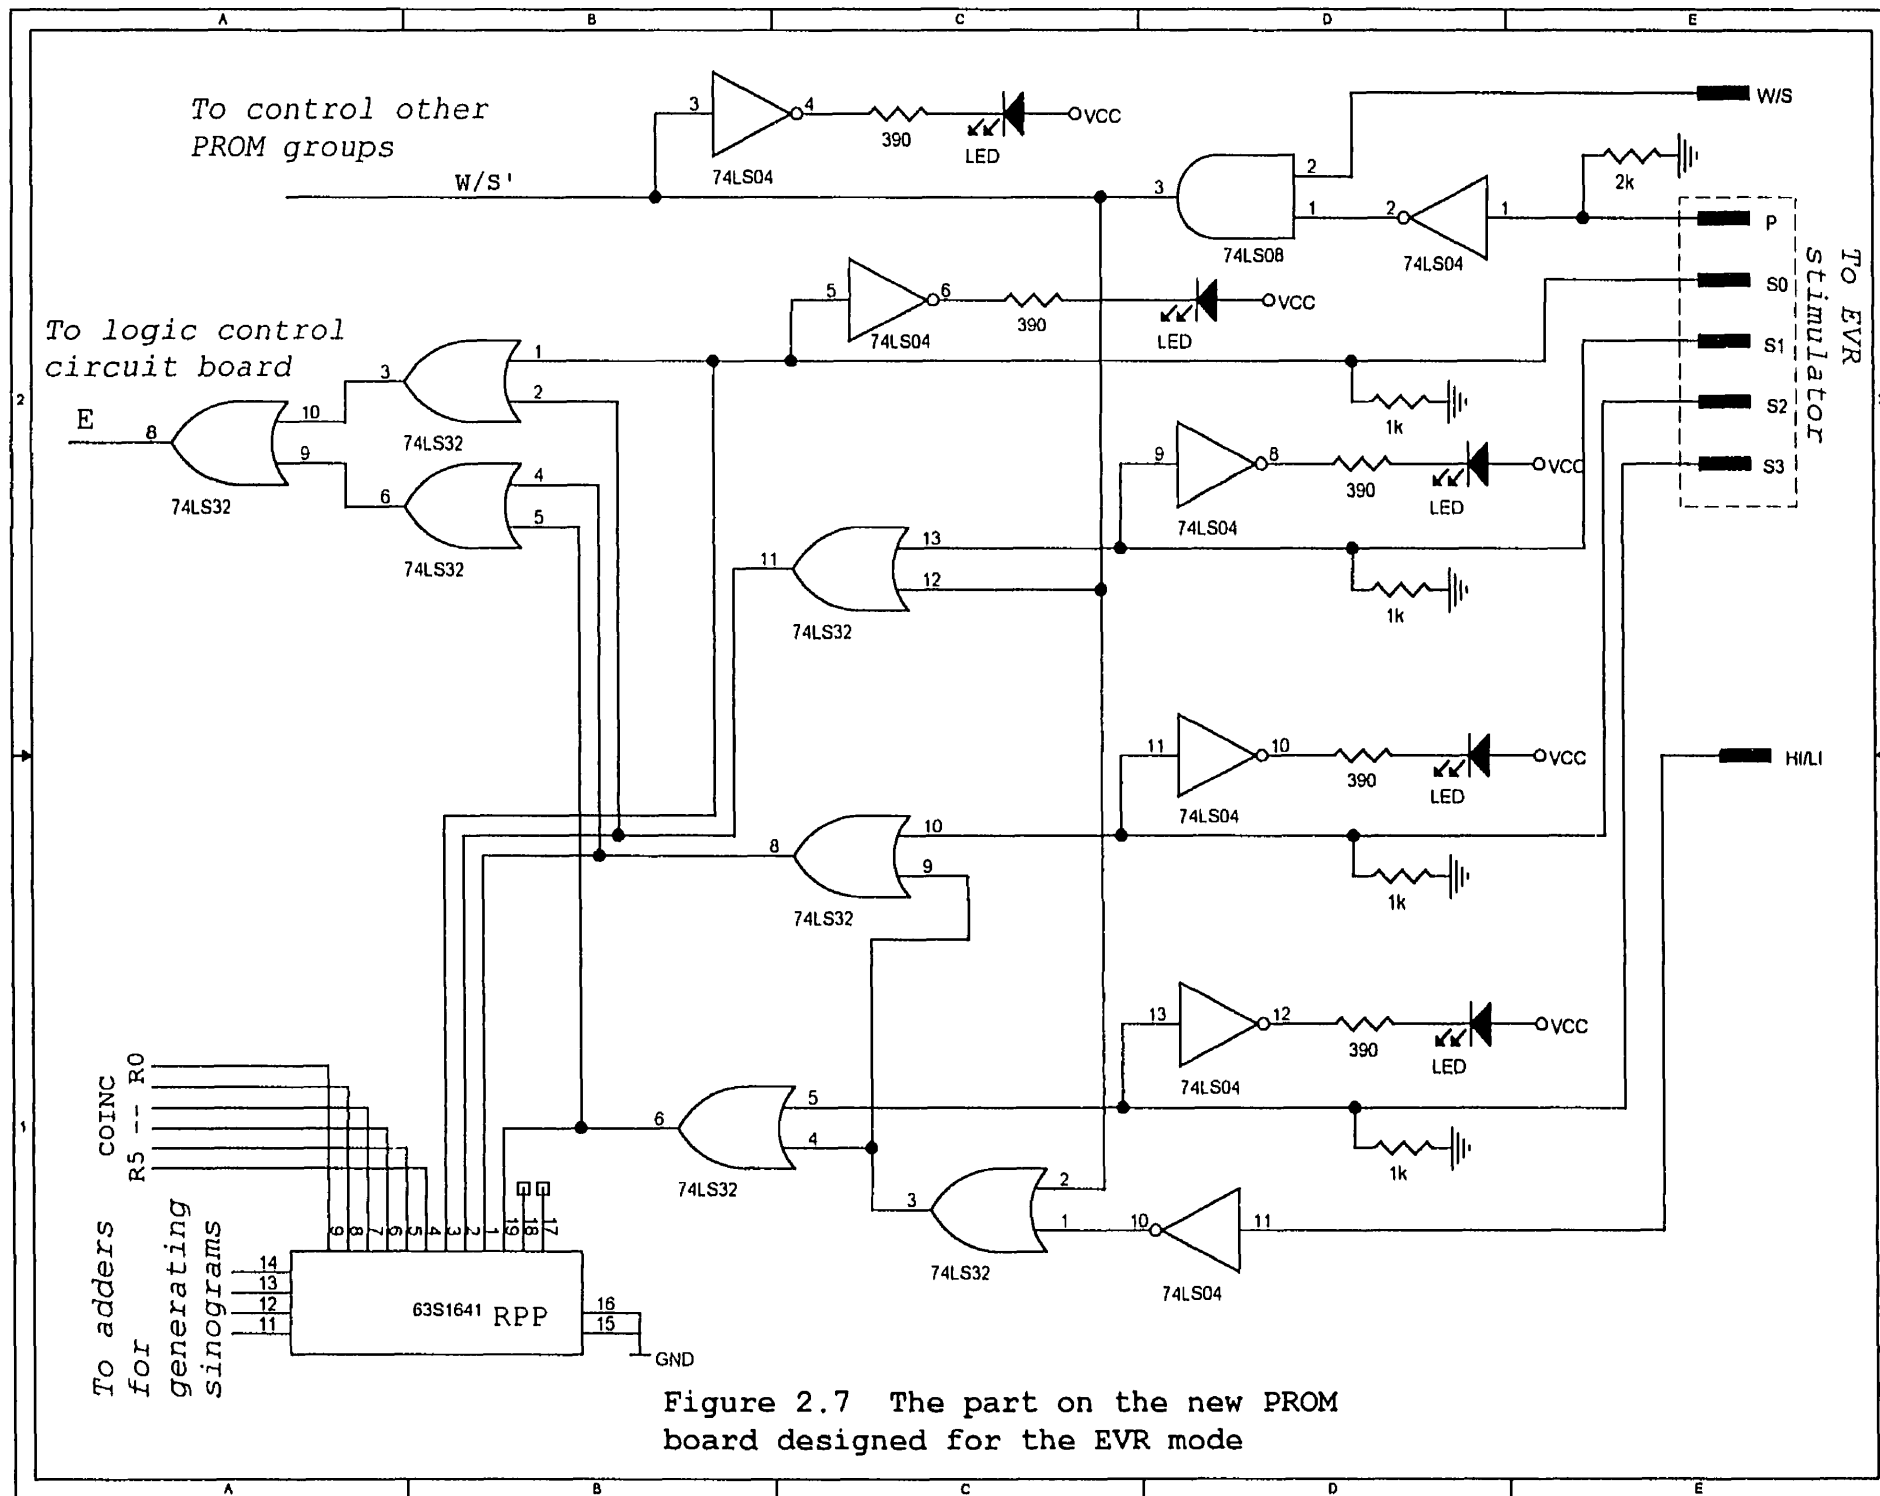 A B C D E
To control other
PROM groups
3 4
390
LED
VCC
74LS04
W/S'
W/S
2
3
1
2
1
2k
74LS08
74LS04
P
S0
S1
S2
S3
To EVR
stimulator
5 6
390
LED
VCC
74LS04
To logic control
circuit board
E
8
10
9
74LS32
3
1
2
74LS32
6
4
5
74LS32
1k
9 8
390
LED
VCC
74LS04
11
13
12
74LS32
1k
2
11 10
390
LED
VCC
74LS04
HI/LI
8
10
9
74LS32
1k
13 12
390
LED
VCC
74LS04
1
6
5
4
74LS32
1k
3
2
1
74LS32
10
11
74LS04
COINC
R5 -- R0
9 8 7 6 5 4 3 2 1 19 18 17
To adders
for
generating
sinograms
14
13
12
11
63S1641 RPP
16
15
GND
Figure 2.7 The part on the new PROM
board designed for the EVR mode
A B C D E